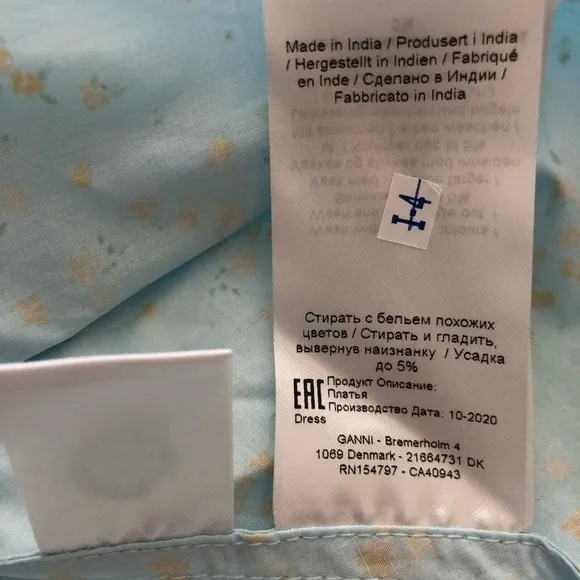 Made in India / Produsert i India
/ Hergestellt in Indien / Fabriqué
en Inde / Сделано в Индии /
Fabbricato in India
I-4
Стирать с бельем похожих
цветов / Стирать и гладить,
вывернув наизнанку / Усадка
до 5%
EAC Продукт Описание:
Платья
Производство Дата: 10-2020
Dress
GANNI - Bremerholm 4
1069 Denmark - 21664731 DK
RN154797 - CA40943